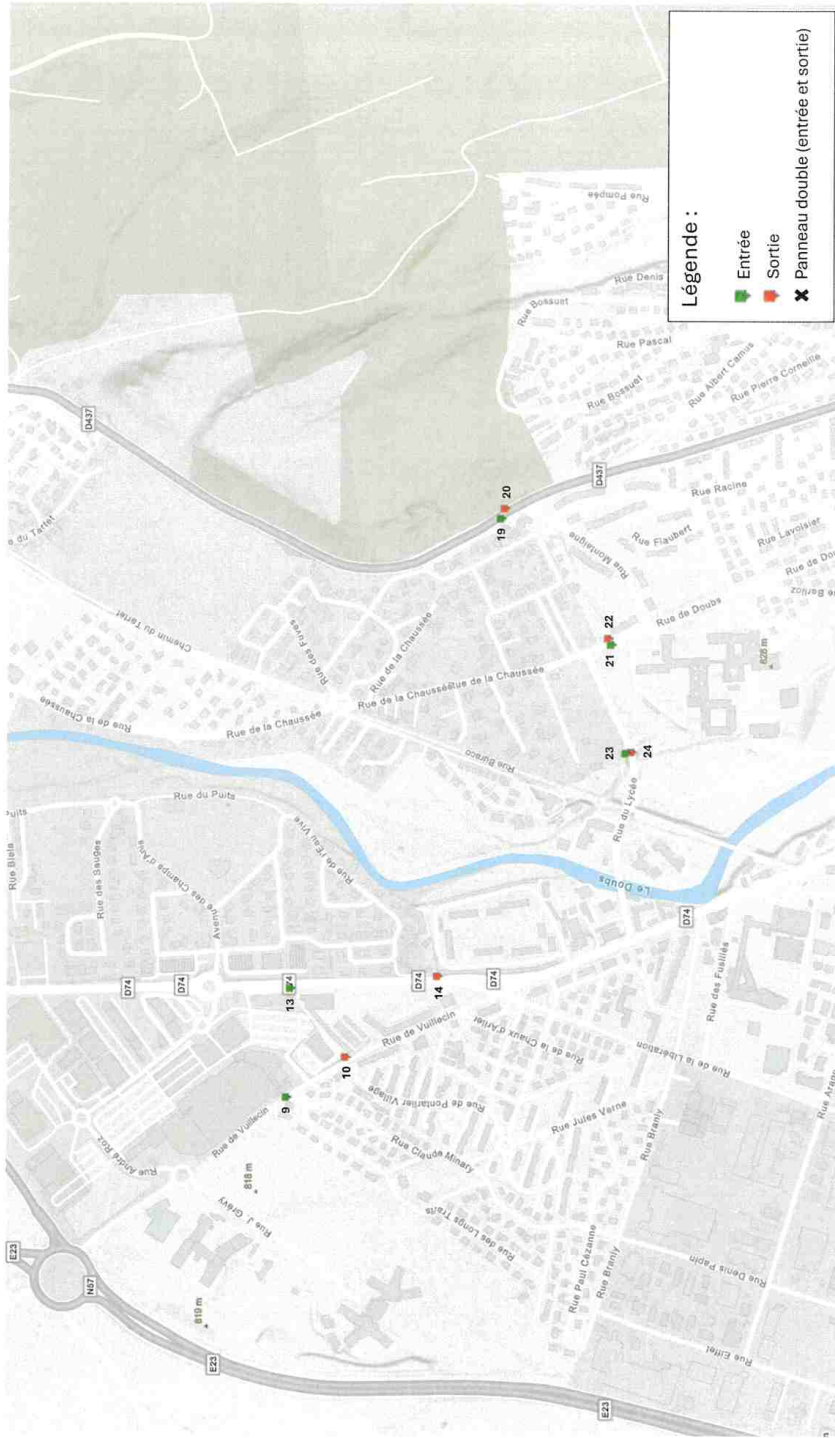 E23
N57
E23
E23
619 m
618 m
Rue André Roz
Rue J. Grévy
Rue de Vuillecin
9
10
Rue de Vuillecin
Rue de Pontarlier Village
Rue Claude Minary
Rue des Longs Traits
Rue Paul Cézanne
Rue Branly
Rue Branly
Rue Jules Verne
Rue de la Chaux d'Arlier
Rue de la Libération
Rue des Fusillés
Rue Denis Papin
Rue Eiffel
D74
D74
D74
13
D74
14
D74
D74
Rue Biela
Rue des Sauges
Avenue des Champs d'Anis
Rue du Puits
Rue de l'Eau Vive
Le Doubs
Rue de la Chaussée
Chemin du Tartet
Rue de la Chaussée
Rue des Fuves
Rue de la Chaussée
Rue de la Chaussée
Rue de la Chaussée
Rue du Lycée
23
24
21
22
19
20
D437
D437
Rue Montaigne
Rue Flaubert
Rue Racine
Rue Lavoisier
Rue de Doubs
Rue de Dou
Rue Berlioz
Rue Bossuet
Rue Bossuet
Rue Pascal
Rue Denis
Rue Pompée
Rue Albert Camus
Rue Pierre Corneille
Légende :
Entrée
Sortie
Panneau double (entrée et sortie)